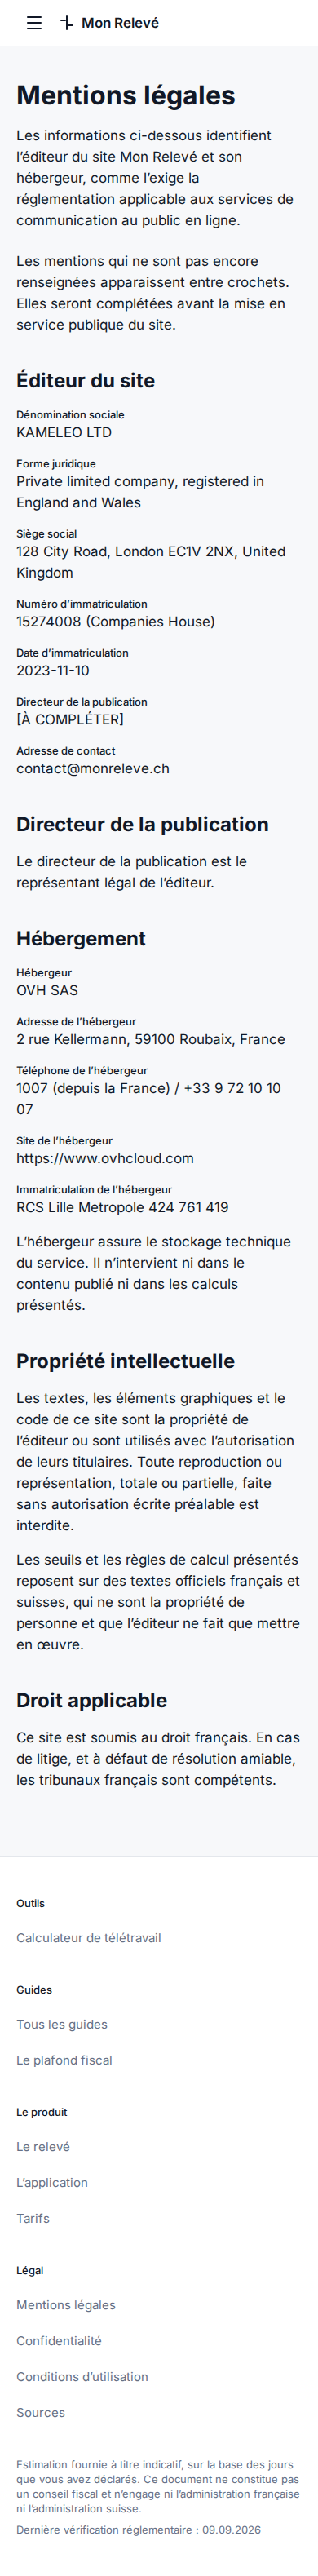 Mon Relevé
Mentions légales
Les informations ci-dessous identifient
l’éditeur du site Mon Relevé et son
hébergeur, comme l’exige la
réglementation applicable aux services de
communication au public en ligne.
Les mentions qui ne sont pas encore
renseignées apparaissent entre crochets.
Elles seront complétées avant la mise en
service publique du site.
Éditeur du site
Dénomination sociale
KAMELEO LTD
Forme juridique
Private limited company, registered in
England and Wales
Siège social
128 City Road, London EC1V 2NX, United
Kingdom
Numéro d’immatriculation
15274008 (Companies House)
Date d’immatriculation
2023-11-10
Directeur de la publication
[À COMPLÉTER]
Adresse de contact
contact@monreleve.ch
Directeur de la publication
Le directeur de la publication est le
représentant légal de l’éditeur.
Hébergement
Hébergeur
OVH SAS
Adresse de l’hébergeur
2 rue Kellermann, 59100 Roubaix, France
Téléphone de l’hébergeur
1007 (depuis la France) / +33 9 72 10 10
07
Site de l’hébergeur
https://www.ovhcloud.com
Immatriculation de l’hébergeur
RCS Lille Metropole 424 761 419
L’hébergeur assure le stockage technique
du service. Il n’intervient ni dans le
contenu publié ni dans les calculs
présentés.
Propriété intellectuelle
Les textes, les éléments graphiques et le
code de ce site sont la propriété de
l’éditeur ou sont utilisés avec l’autorisation
de leurs titulaires. Toute reproduction ou
représentation, totale ou partielle, faite
sans autorisation écrite préalable est
interdite.
Les seuils et les règles de calcul présentés
reposent sur des textes officiels français et
suisses, qui ne sont la propriété de
personne et que l’éditeur ne fait que mettre
en œuvre.
Droit applicable
Ce site est soumis au droit français. En cas
de litige, et à défaut de résolution amiable,
les tribunaux français sont compétents.
Outils
Calculateur de télétravail
Guides
Tous les guides
Le plafond fiscal
Le produit
Le relevé
L’application
Tarifs
Légal
Mentions légales
Confidentialité
Conditions d’utilisation
Sources
Estimation fournie à titre indicatif, sur la base des jours
que vous avez déclarés. Ce document ne constitue pas
un conseil fiscal et n’engage ni l’administration française
ni l’administration suisse.
Dernière vérification réglementaire : 09.09.2026